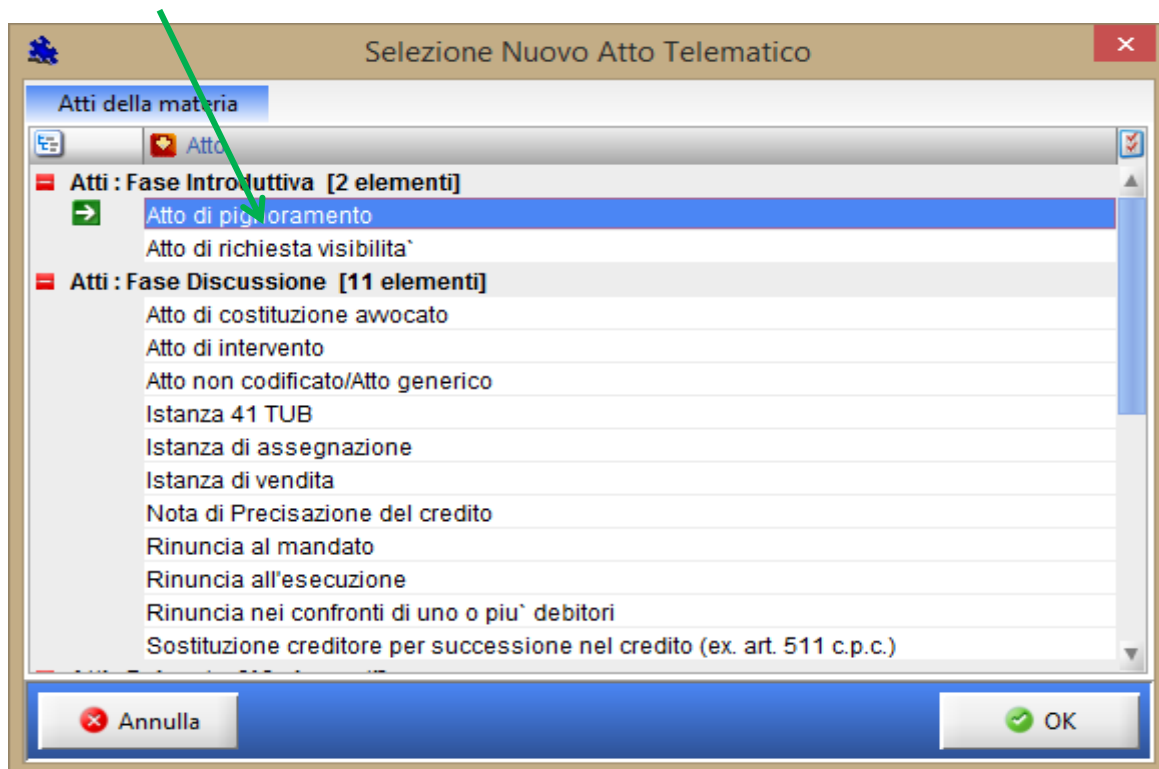 Selezione Nuovo Atto Telematico
Atti della materia
Atto
Atti : Fase Introduttiva [2 elementi]
Atto di pignoramento
Atto di richiesta visibilita`
Atti : Fase Discussione [11 elementi]
Atto di costituzione avvocato
Atto di intervento
Atto non codificato/Atto generico
Istanza 41 TUB
Istanza di assegnazione
Istanza di vendita
Nota di Precisazione del credito
Rinuncia al mandato
Rinuncia all'esecuzione
Rinuncia nei confronti di uno o piu` debitori
Sostituzione creditore per successione nel credito (ex. art. 511 c.p.c.)
Annulla
OK